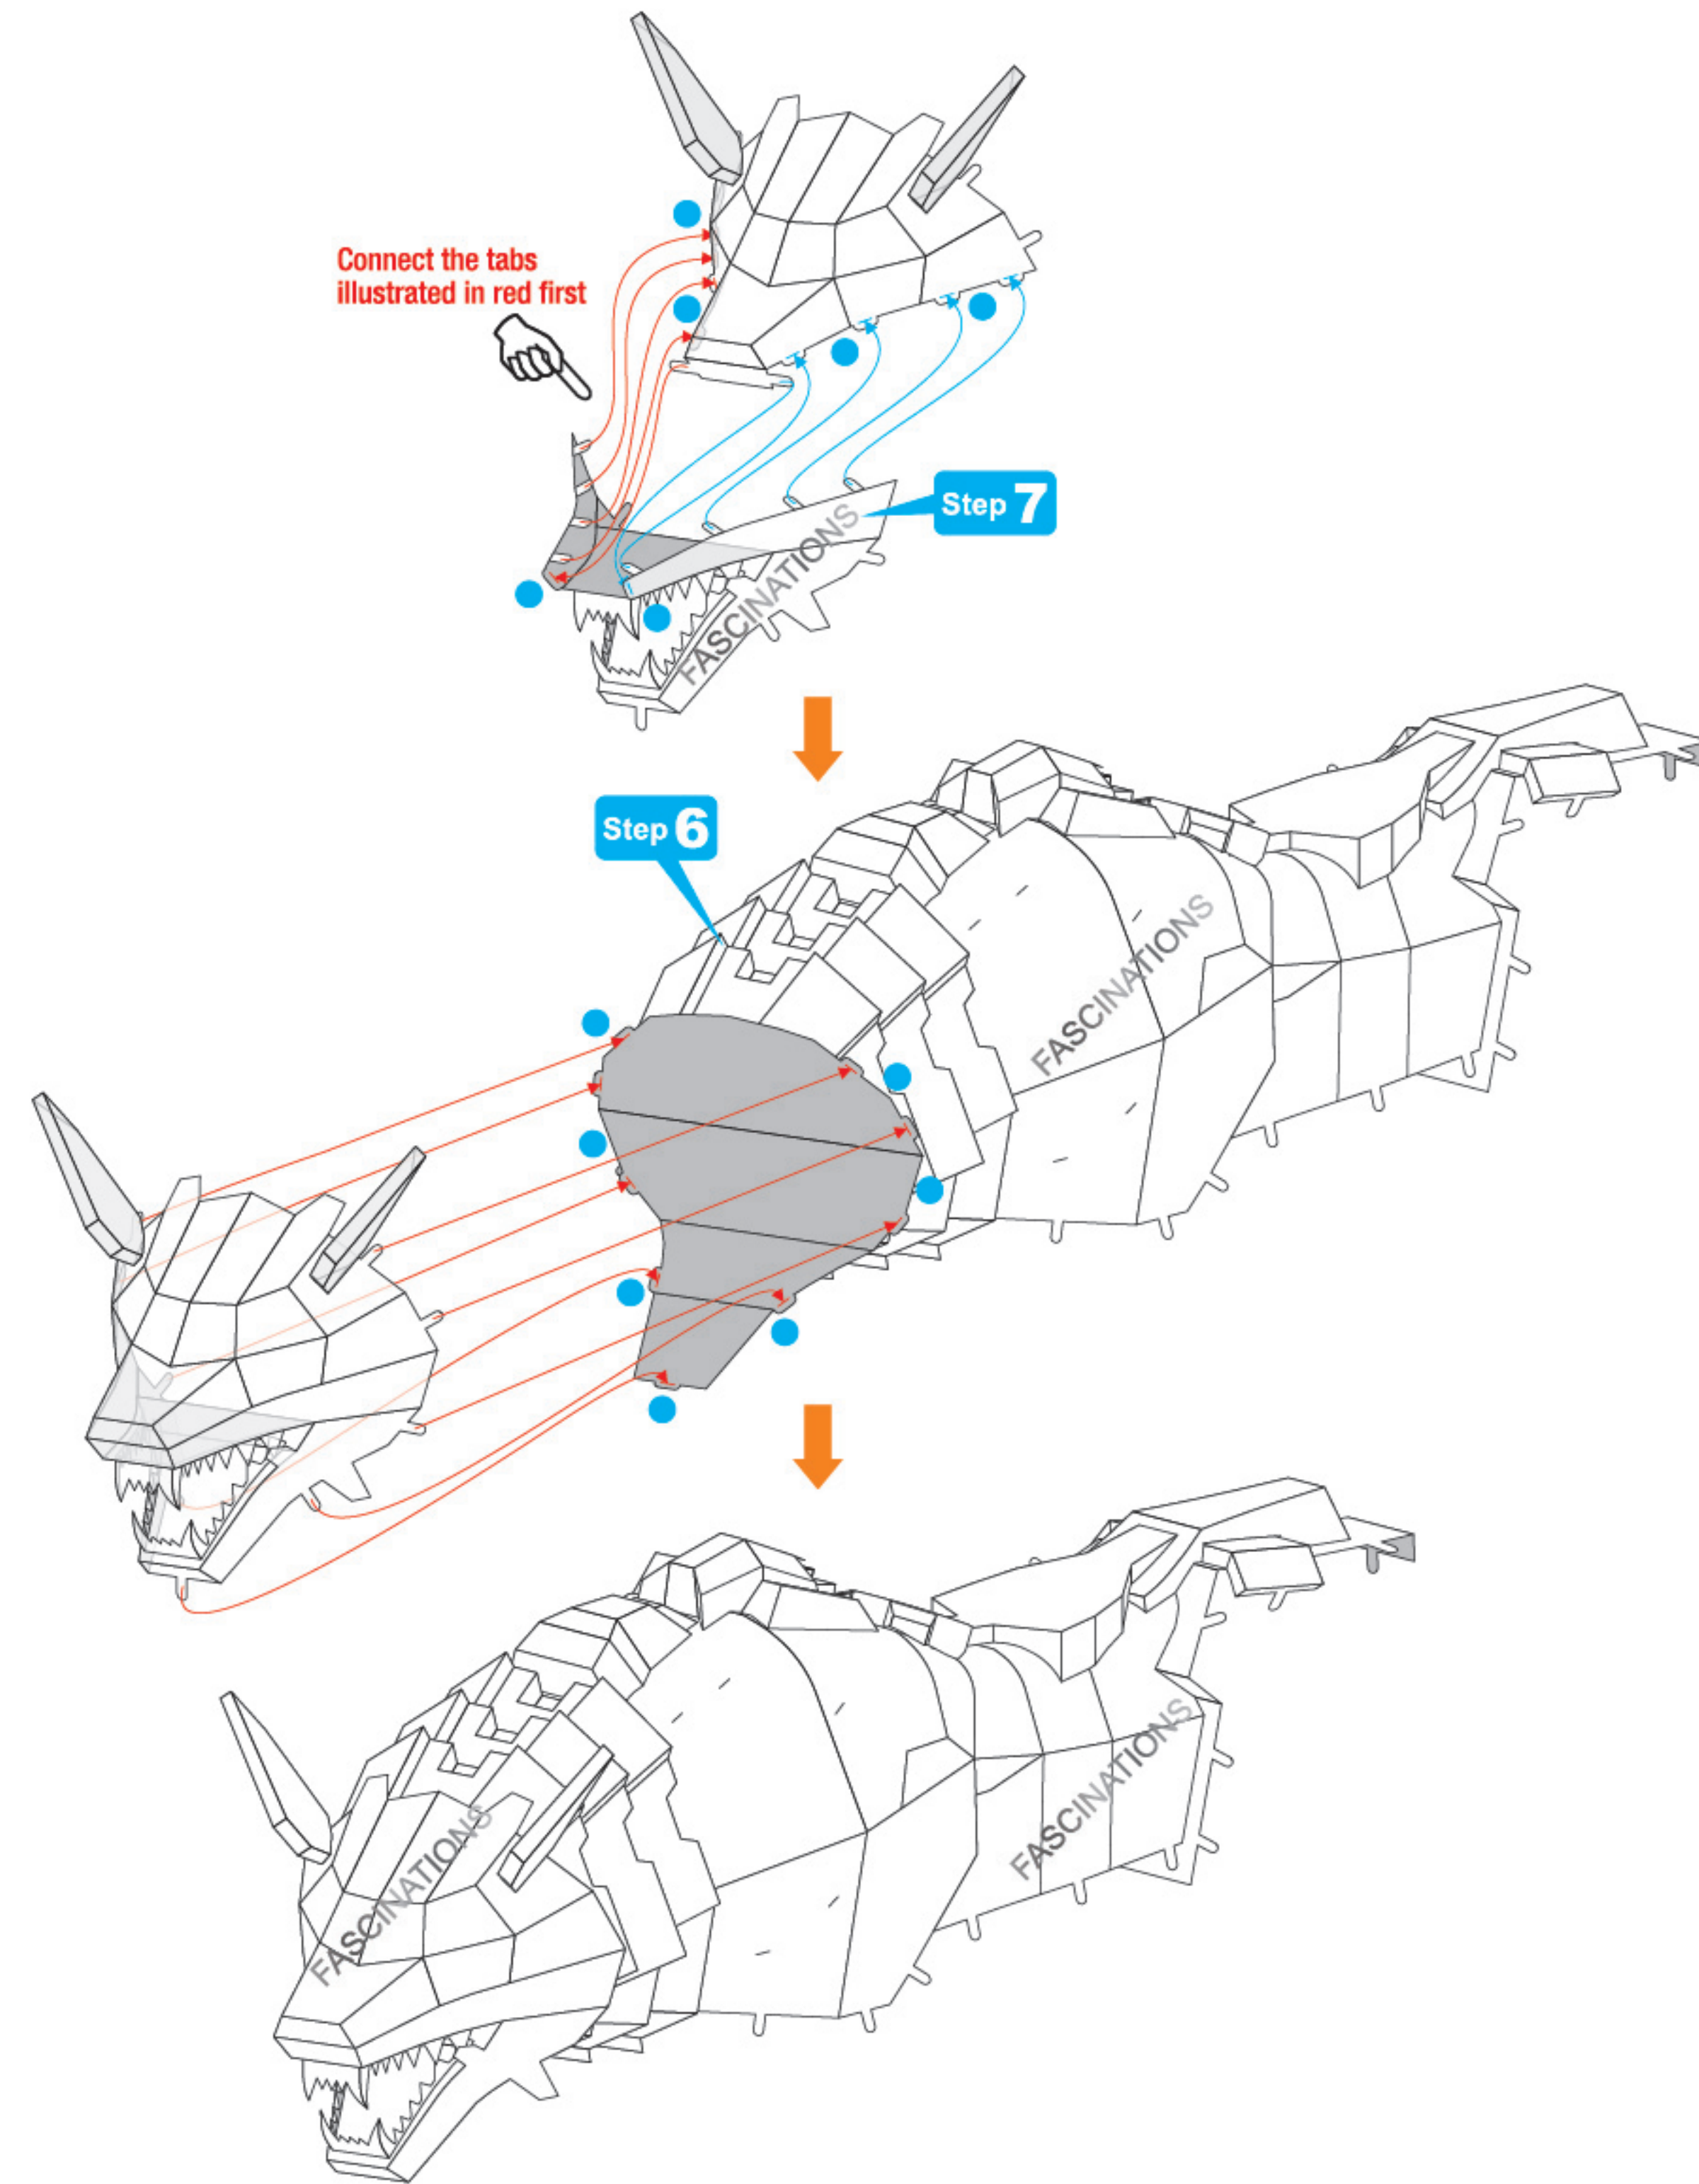 Connect the tabs
illustrated in red first
Step 7
FASCINATIONS
Step 6
FASCINATIONS
FASCINATIONS
FASCINATIONS